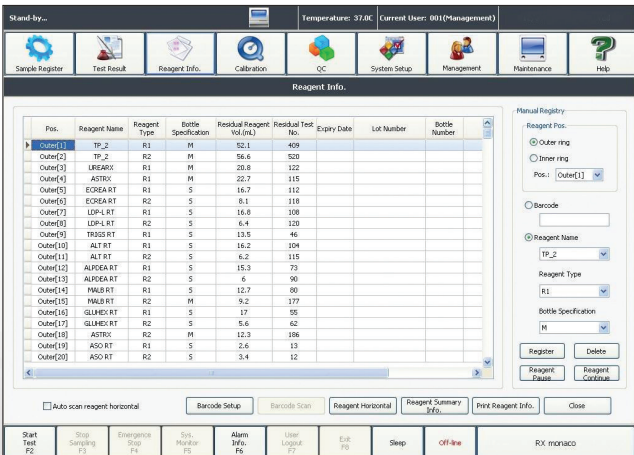 Stand-by...
Temperature: 37.0C Current User: 001(Management)
Sample Register Test Result Reagent Info. Calibration QC System Setup Management Maintenance Help
Reagent Info.
Pos. Reagent Name Reagent Type Bottle Specification Residual Reagent Vol.(mL) Residual Test No. Expiry Date Lot Number Bottle Number
Outer[1] TP_2 R1 M 52.1 409
Outer[2] TP_2 R2 M 56.6 520
Outer[3] UREARX R1 M 20.8 122
Outer[4] ASTRX R1 M 22.7 115
Outer[5] ECREA RT R1 S 16.7 112
Outer[6] ECREA RT R2 S 8.1 118
Outer[7] LDP-L RT R1 S 16.8 108
Outer[8] LDP-L RT R2 S 6.4 120
Outer[9] TRIGS RT R1 S 13.5 46
Outer[10] ALT RT R1 S 16.2 104
Outer[11] ALT RT R2 S 6.2 115
Outer[12] ALPDEA RT R1 S 15.3 73
Outer[13] ALPDEA RT R2 S 6 90
Outer[14] MALB RT R1 S 12.7 80
Outer[15] MALB RT R2 M 9.2 177
Outer[16] GLUHEX RT R1 S 17 55
Outer[17] GLUHEX RT R2 S 5.6 62
Outer[18] ASTRX R2 M 12.3 186
Outer[19] ASO RT R1 S 2.6 13
Outer[20] ASO RT R2 S 3.4 12
Manual Registry
Reagent Pos.
Outer ring
Inner ring
Pos.: Outer[1]
Barcode
Reagent Name
TP_2
Reagent Type
R1
Bottle Specification
M
Register Delete
Reagent Pause Reagent Continue
Auto scan reagent horizontal Barcode Setup Barcode Scan Reagent Horizontal Reagent Summary Info. Print Reagent Info. Close
Start Test F2 Stop Sampling F3 Emergence Stop F4 Sys. Monitor F5 Alarm Info. F6 User Logout F7 Exit F8 Sleep Off-line RX monaco